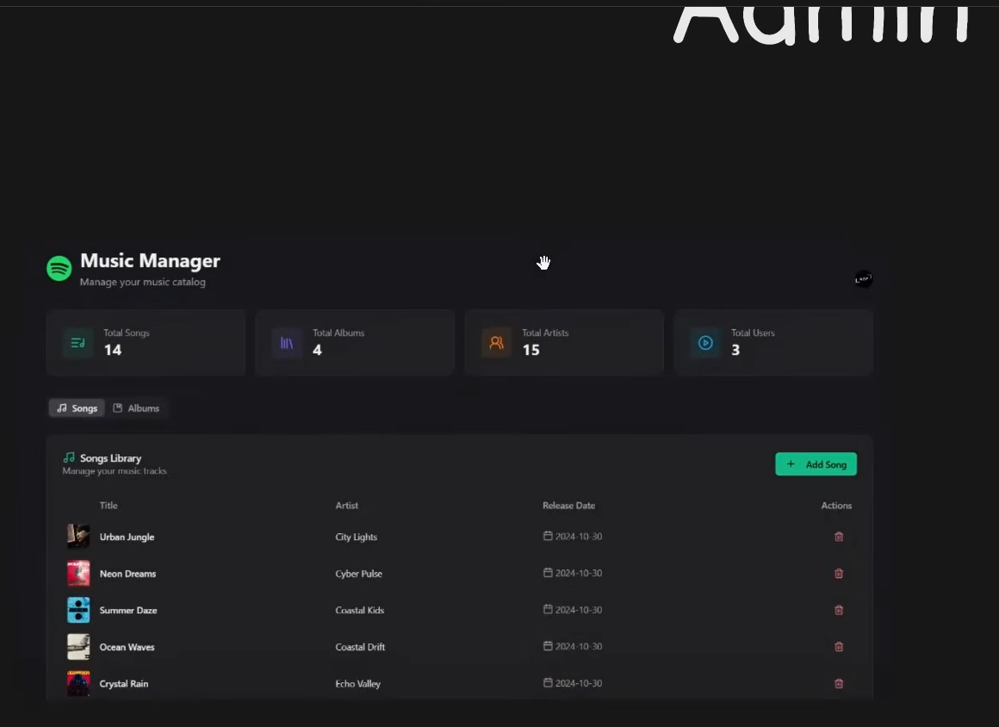 Admin
Music Manager
Manage your music catalog
Total Songs
14
Total Albums
4
Total Artists
15
Total Users
3
Songs
Albums
Songs Library
Manage your music tracks
+ Add Song
Title Artist Release Date Actions
Urban Jungle City Lights 2024-10-30
Neon Dreams Cyber Pulse 2024-10-30
Summer Daze Coastal Kids 2024-10-30
Ocean Waves Coastal Drift 2024-10-30
Crystal Rain Echo Valley 2024-10-30